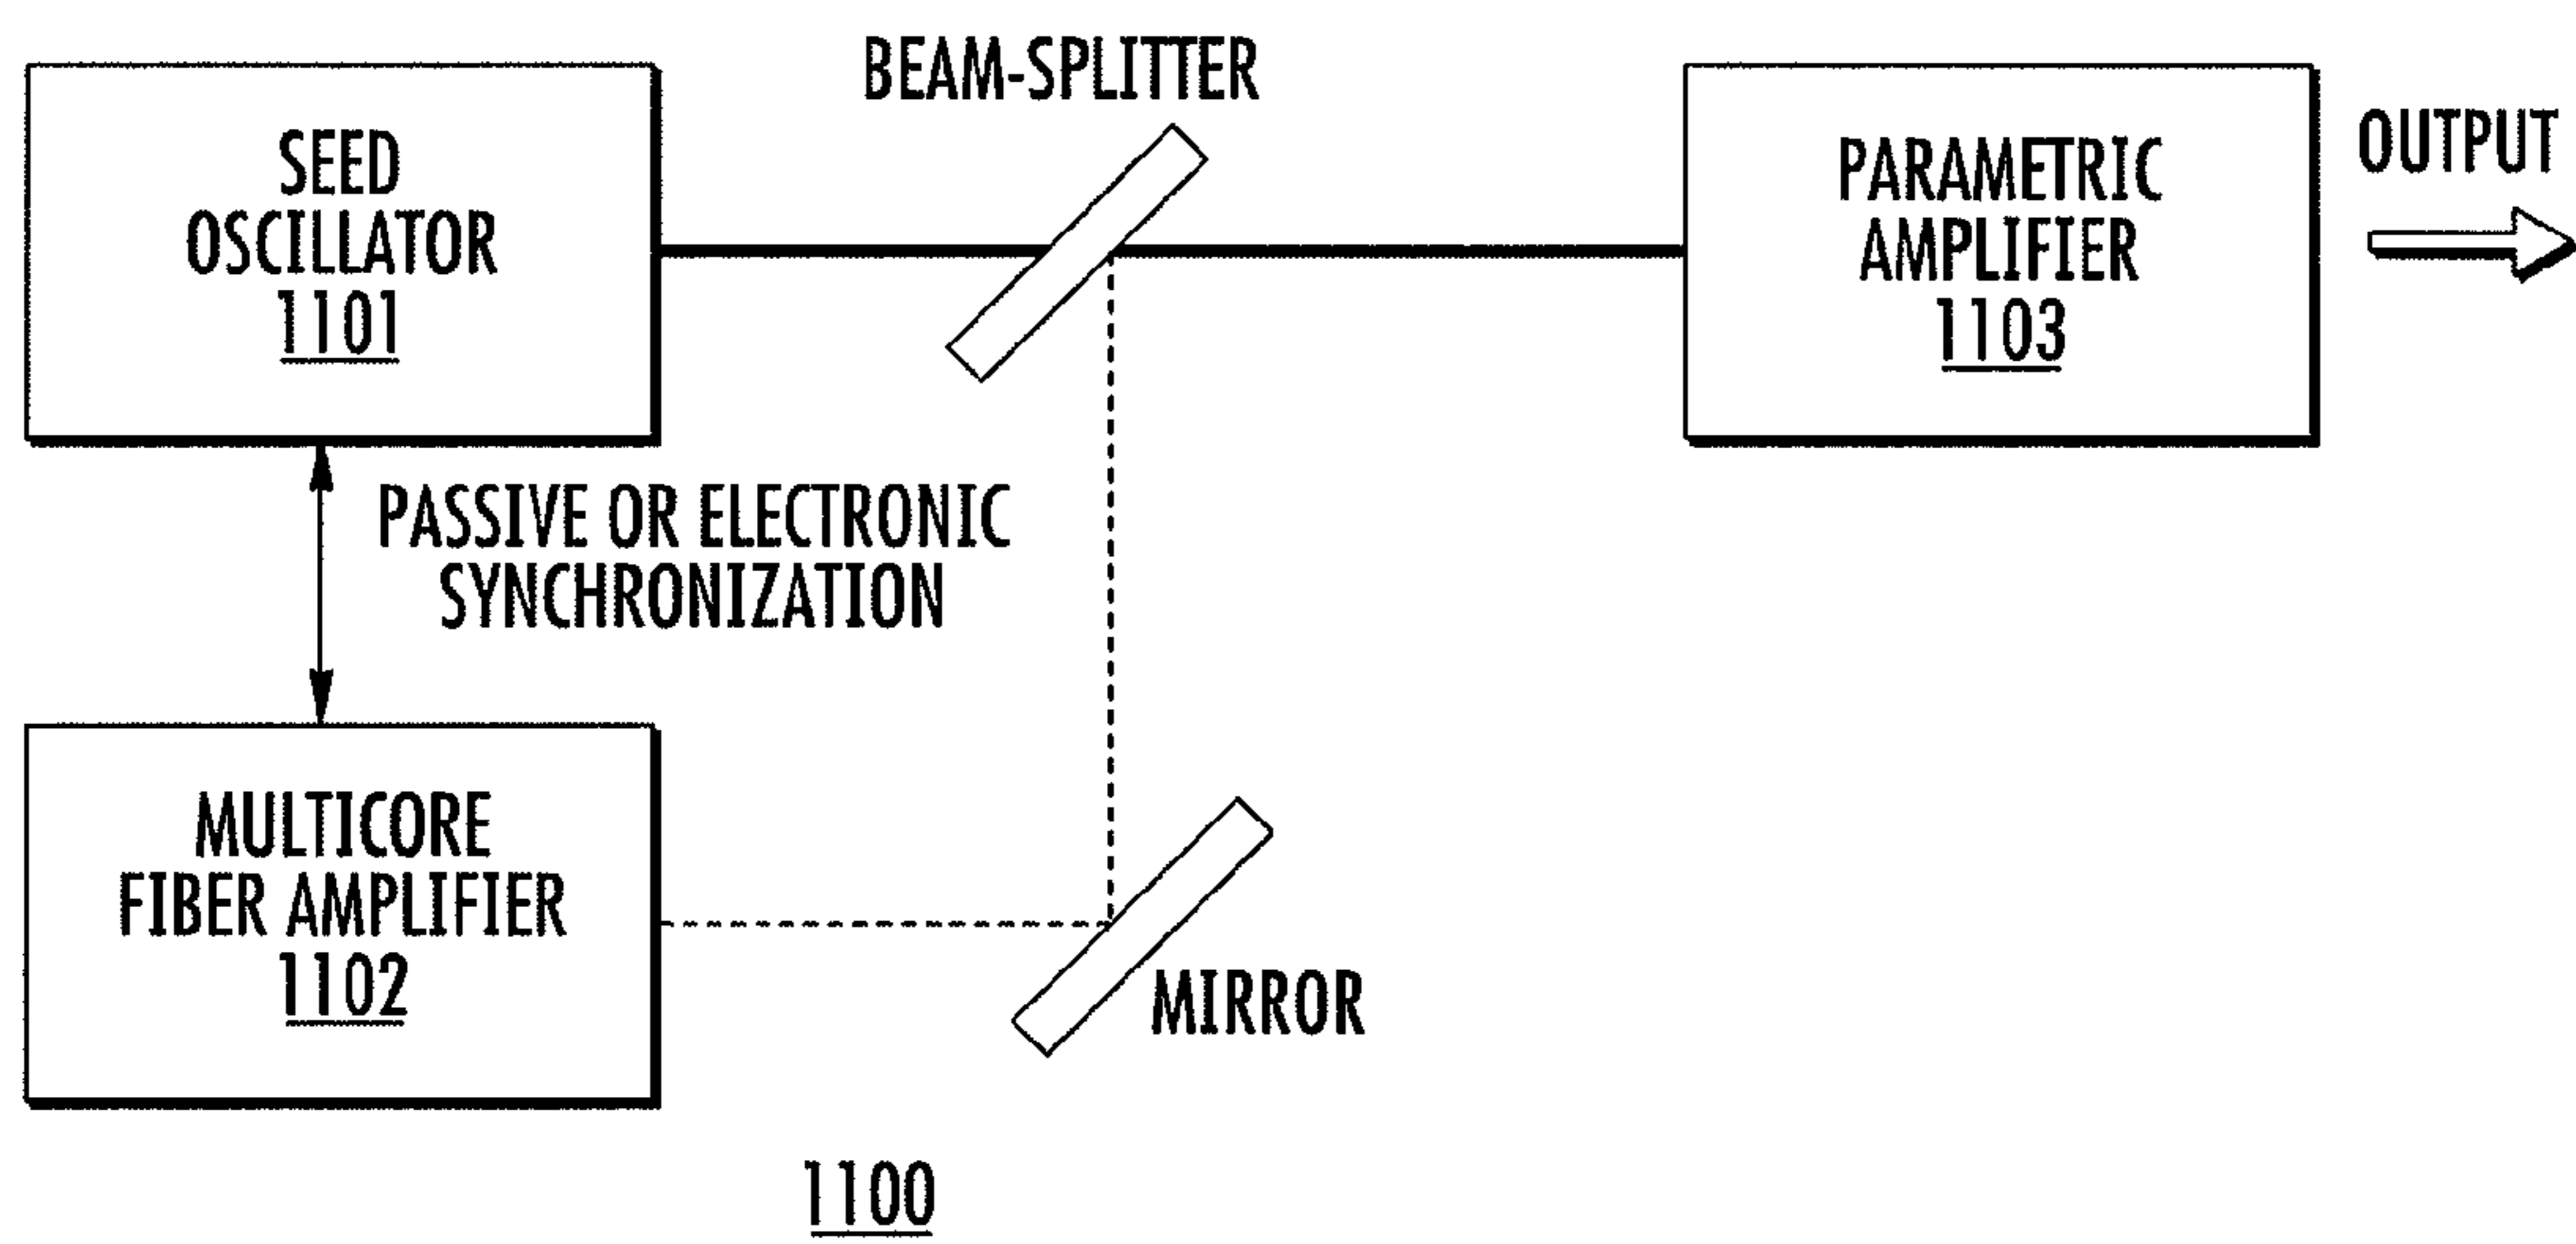 BEAM-SPLITTER
SEED
OSCILLATOR
1101
PARAMETRIC
AMPLIFIER
1103
OUTPUT
PASSIVE OR ELECTRONIC
SYNCHRONIZATION
MULTICORE
FIBER AMPLIFIER
1102
MIRROR
1100